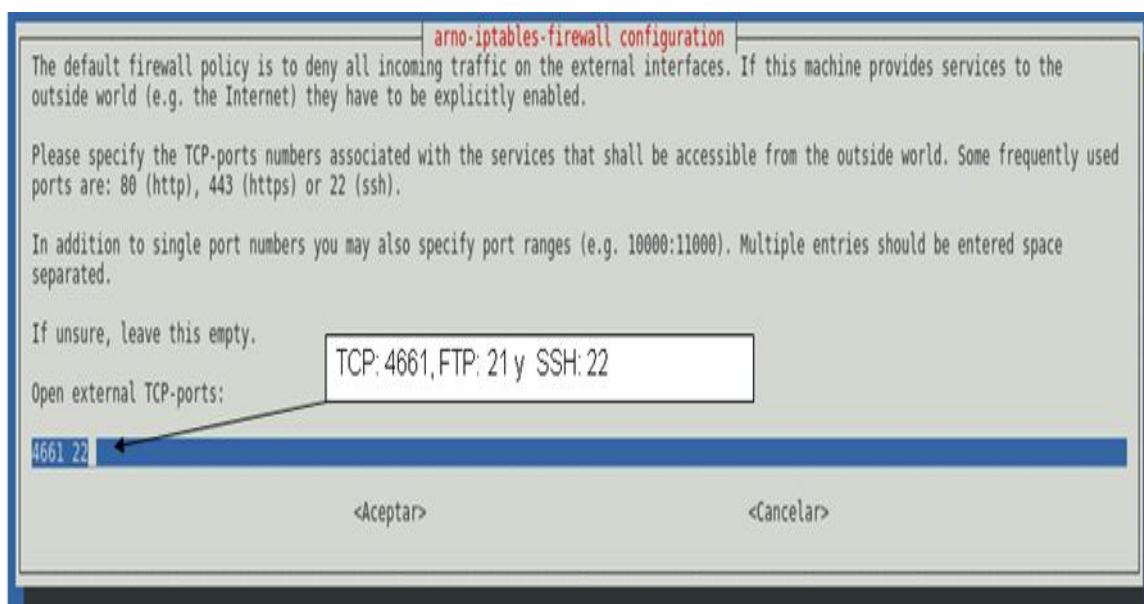 arno-iptables-firewall configuration
The default firewall policy is to deny all incoming traffic on the external interfaces. If this machine provides services to the
outside world (e.g. the Internet) they have to be explicitly enabled.
Please specify the TCP-ports numbers associated with the services that shall be accessible from the outside world. Some frequently used
ports are: 80 (http), 443 (https) or 22 (ssh).
In addition to single port numbers you may also specify port ranges (e.g. 10000:11000). Multiple entries should be entered space
separated.
If unsure, leave this empty.
TCP: 4661, FTP: 21 y SSH: 22
Open external TCP-ports:
4661 22
<Aceptar> <Cancelar>